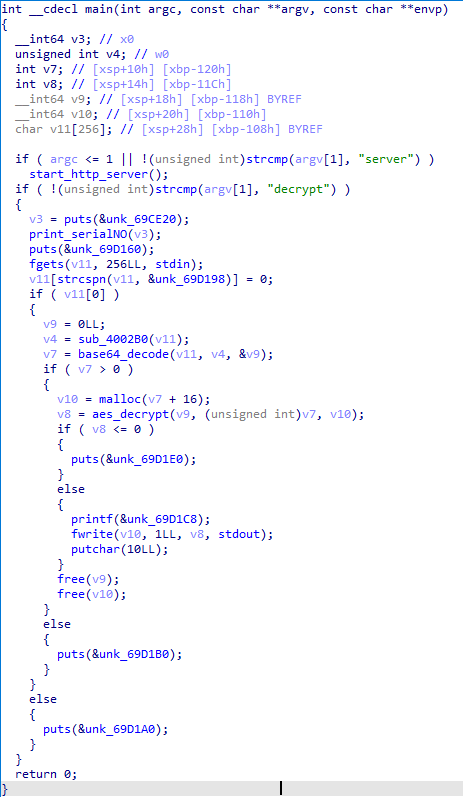 int __cdecl main(int argc, const char **argv, const char **envp)
{
  __int64 v3; // x0
  unsigned int v4; // w0
  int v7; // [xsp+10h] [xbp-120h]
  int v8; // [xsp+14h] [xbp-11Ch]
  __int64 v9; // [xsp+18h] [xbp-118h] BYREF
  __int64 v10; // [xsp+20h] [xbp-110h]
  char v11[256]; // [xsp+28h] [xbp-108h] BYREF

  if ( argc <= 1 || !(unsigned int)strcmp(argv[1], "server") )
    start_http_server();
  if ( !(unsigned int)strcmp(argv[1], "decrypt") )
  {
    v3 = puts(&unk_69CE20);
    print_serialNO(v3);
    puts(&unk_69D160);
    fgets(v11, 256LL, stdin);
    v11[strcspn(v11, &unk_69D198)] = 0;
    if ( v11[0] )
    {
      v9 = 0LL;
      v4 = sub_4002B0(v11);
      v7 = base64_decode(v11, v4, &v9);
      if ( v7 > 0 )
      {
        v10 = malloc(v7 + 16);
        v8 = aes_decrypt(v9, (unsigned int)v7, v10);
        if ( v8 <= 0 )
        {
          puts(&unk_69D1E0);
        }
        else
        {
          printf(&unk_69D1C8);
          fwrite(v10, 1LL, v8, stdout);
          putchar(10LL);
        }
        free(v9);
        free(v10);
      }
      else
      {
        puts(&unk_69D1B0);
      }
    }
    else
    {
      puts(&unk_69D1A0);
    }
  }
  return 0;
}